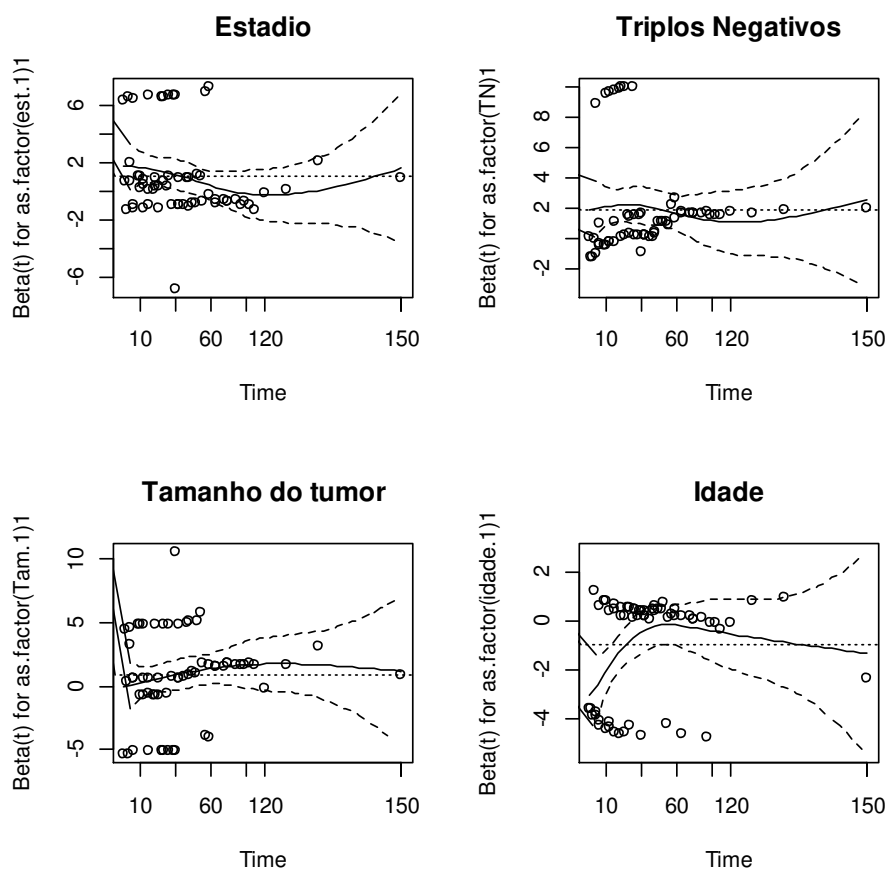 Estadio
Beta(t) for as.factor(est.1)1
6
2
-2
-6
10
60
120
150
Time
Triplos Negativos
Beta(t) for as.factor(TN)1
8
6
4
2
-2
10
60
120
150
Time
Tamanho do tumor
Beta(t) for as.factor(Tam.1)1
10
5
0
-5
10
60
120
150
Time
Idade
Beta(t) for as.factor(idade.1)1
2
0
-2
-4
10
60
120
150
Time